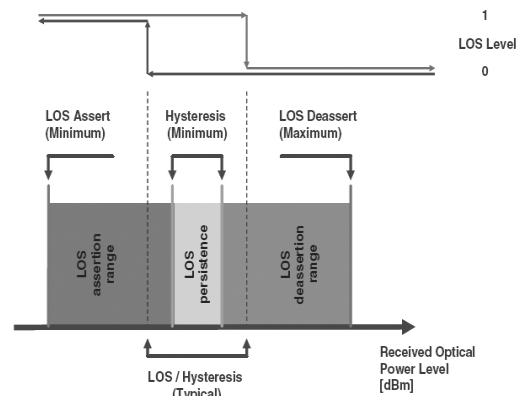 1
LOS Level
0
LOS Assert
(Minimum)
Hysteresis
(Minimum)
LOS Deassert
(Maximum)
LOS
assertion
range
LOS
persistence
LOS
deassertion
range
Received Optical
Power Level
[dBm]
LOS / Hysteresis
(Typical)